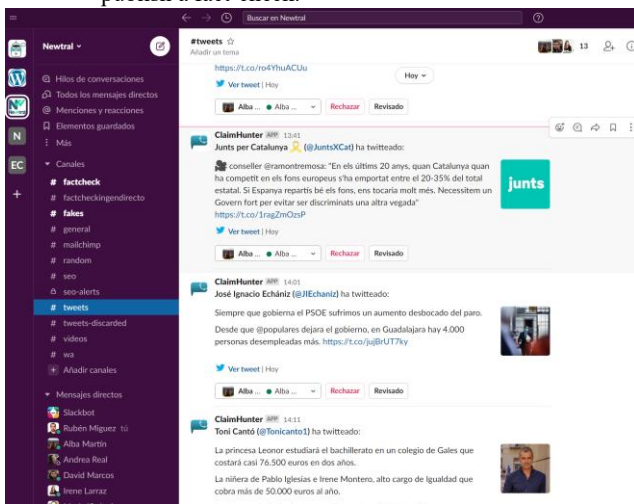 publish a fact-check.
Buscar en Newtral
Newtral
Hilos de conversaciones
Todos los mensajes directos
Menciones y reacciones
Elementos guardados
Más
Canales
# factcheck
# factcheckingendirecto
# fakes
# general
# mailchimp
# random
# seo
seo-alerts
# tweets
# tweets-discarded
# videos
# wa
+ Añadir canales
Mensajes directos
Slackbot
Rubén Míguez tú
Alba Martín
Andrea Real
David Marcos
Irene Larraz
N
EC
#tweets
Añadir un tema
13
https://t.co/ro4YhuACUu
Hoy
Ver tweet | Hoy
Alba ... Alba ... Rechazar Revisado
ClaimHunter APP 13:41
Junts per Catalunya (@JuntsXCat) ha twitteado:
conseller @ramontremosa: "En els últims 20 anys, quan Catalunya quan
ha competit en els fons europeus s'ha emportat entre el 20-35% del total
estatal. Si Espanya repartís bé els fons, ens tocaria molt més. Necessitem un
Govern fort per evitar ser discriminats una altra vegada"
https://t.co/1ragZmOzsP
junts
Ver tweet | Hoy
Alba ... Alba ... Rechazar Revisado
ClaimHunter APP 14:01
José Ignacio Echániz (@JIEchaniz) ha twitteado:
Siempre que gobierna el PSOE sufrimos un aumento desbocado del paro.
Desde que @populares dejara el gobierno, en Guadalajara hay 4.000
personas desempleadas más. https://t.co/jujBrUT7ky
Ver tweet | Hoy
Alba ... Alba ... Rechazar Revisado
ClaimHunter APP 14:11
Toni Cantó (@Tonicanto1) ha twitteado:
La princesa Leonor estudiará el bachillerato en un colegio de Gales que
costará casi 76.500 euros en dos años.
La niñera de Pablo Iglesias e Irene Montero, alto cargo de Igualdad que
cobra más de 50.000 euros al año.